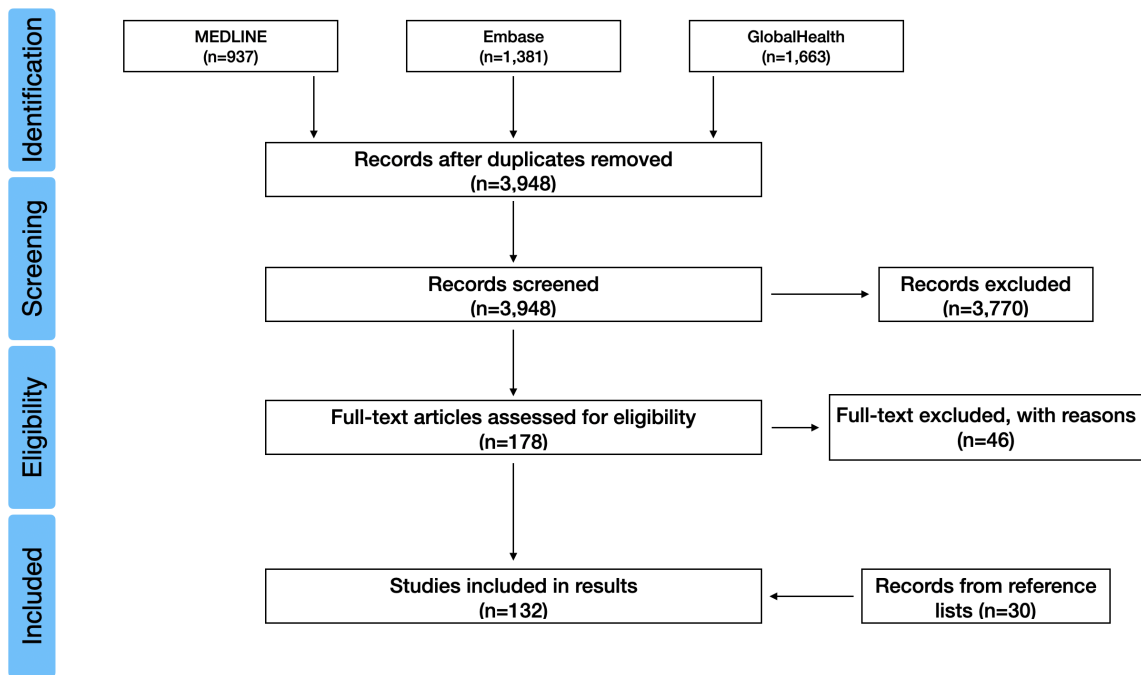 Identification
MEDLINE
(n=937)
Embase
(n=1,381)
GlobalHealth
(n=1,663)
Records after duplicates removed
(n=3,948)
Screening
Records screened
(n=3,948)
Records excluded
(n=3,770)
Eligibility
Full-text articles assessed for eligibility
(n=178)
Full-text excluded, with reasons
(n=46)
Included
Studies included in results
(n=132)
Records from reference
lists (n=30)